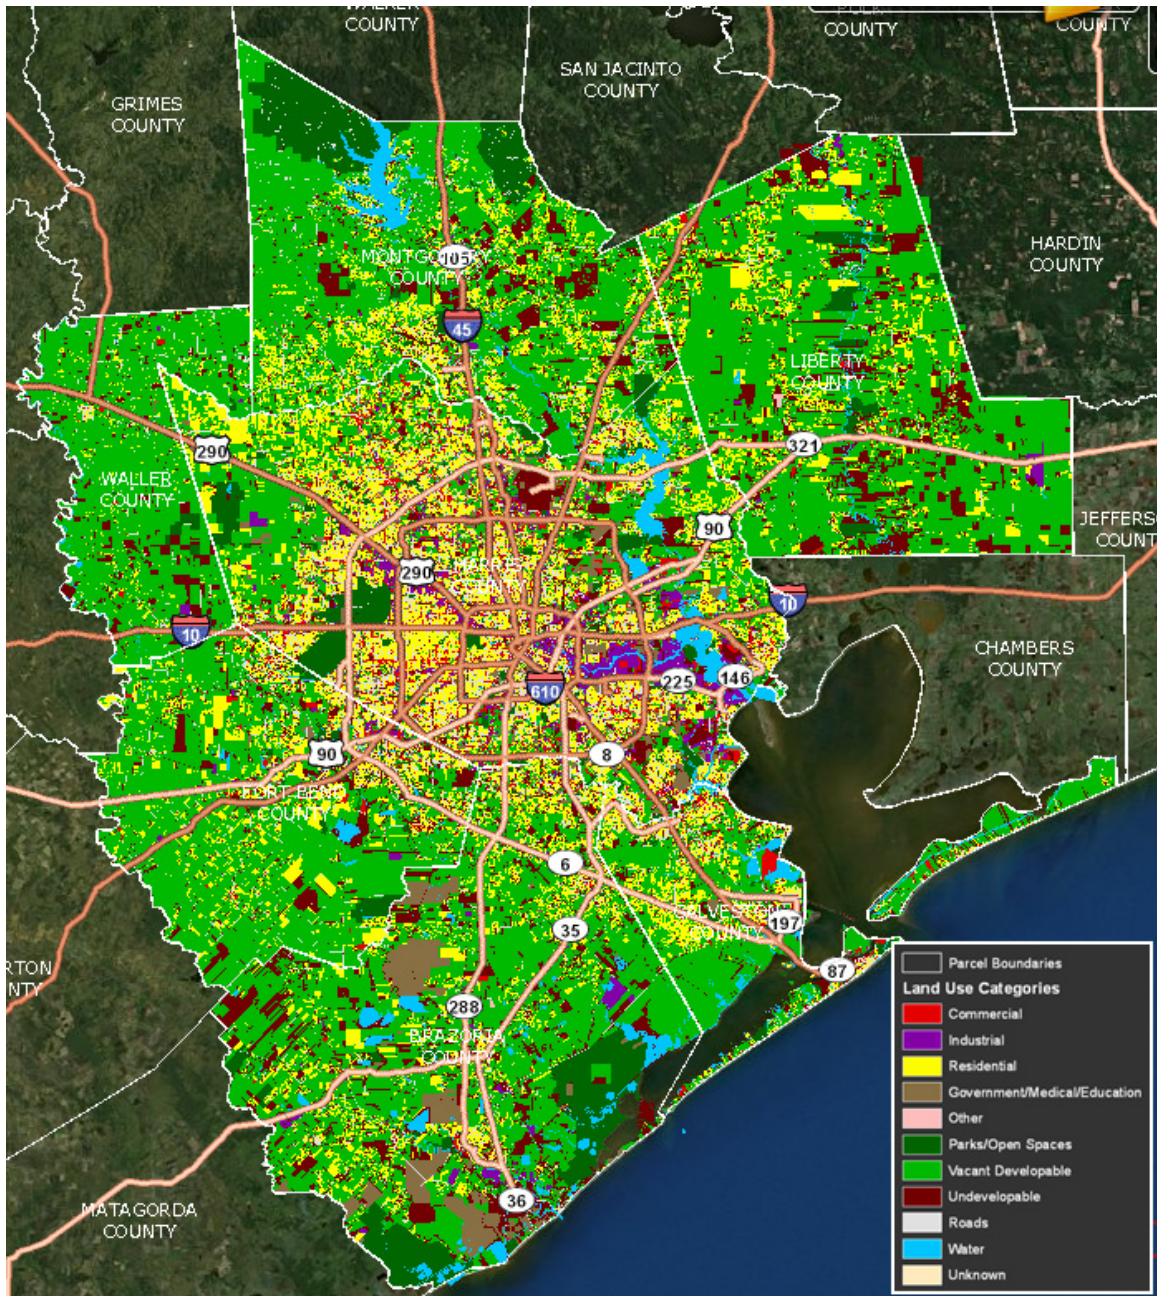 WALKER
COUNTY
POLK
COUNTY
COUNTY
SAN JACINTO
COUNTY
GRIMES
COUNTY
HARDIN
COUNTY
105
MONTGOMERY
COUNTY
45
LIBERTY
COUNTY
290
321
WALLER
COUNTY
90
JEFFERSO
COUNT
290
HARRIS
COUNTY
10
10
CHAMBERS
COUNTY
610
225
146
90
8
FORT BEND
COUNTY
6
35
GALVESTON
COUNTY
197
87
RTON
NTY
288
BRAZORIA
COUNTY
36
MATAGORDA
COUNTY
Parcel Boundaries
Land Use Categories
Commercial
Industrial
Residential
Government/Medical/Education
Other
Parks/Open Spaces
Vacant Developable
Undevelopable
Roads
Water
Unknown